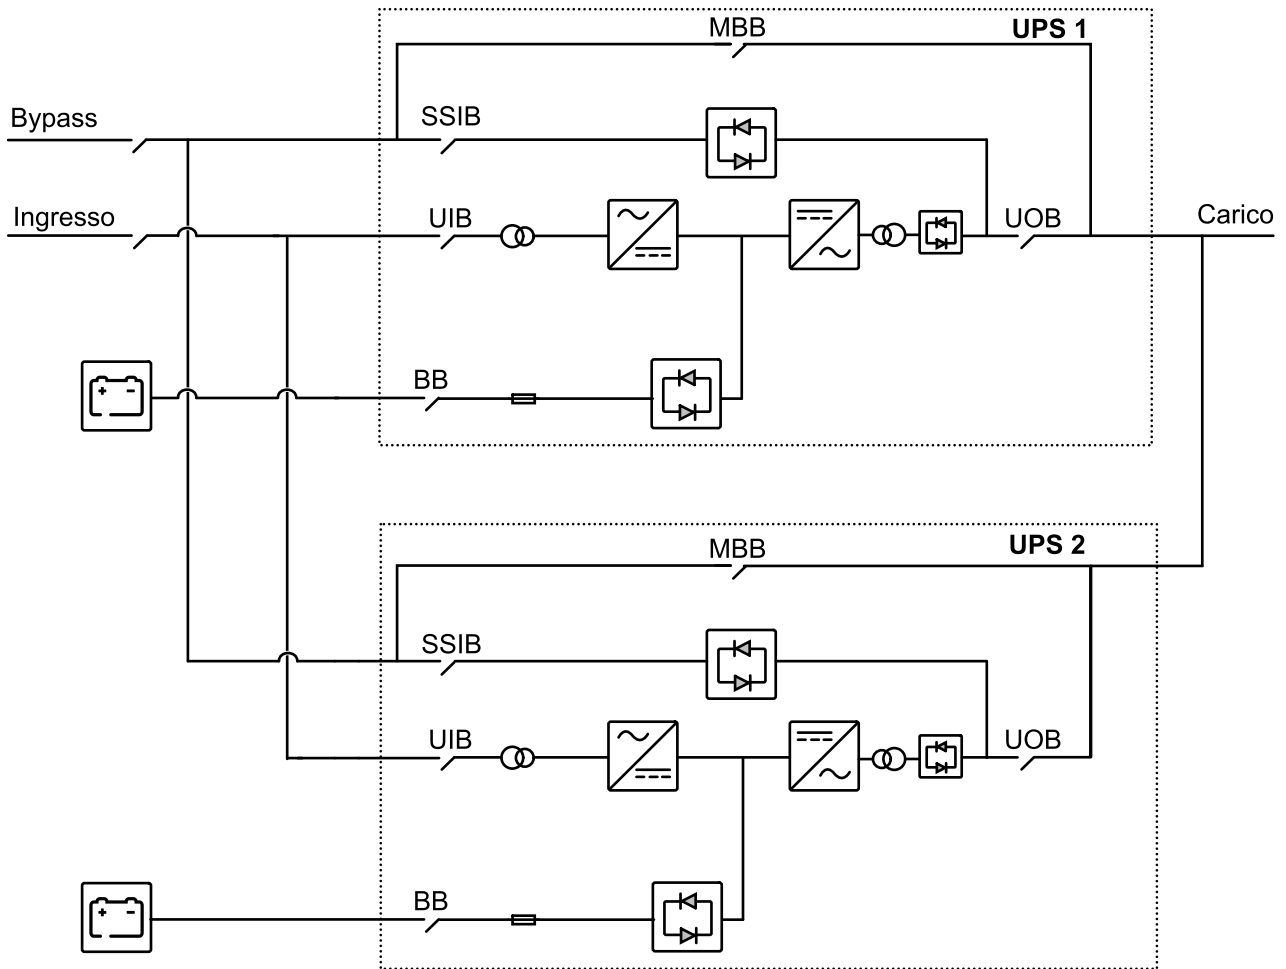 MBB
UPS 1
Bypass
SSIB
Ingresso
UIB
UOB
Carico
BB
MBB
UPS 2
SSIB
UIB
UOB
BB